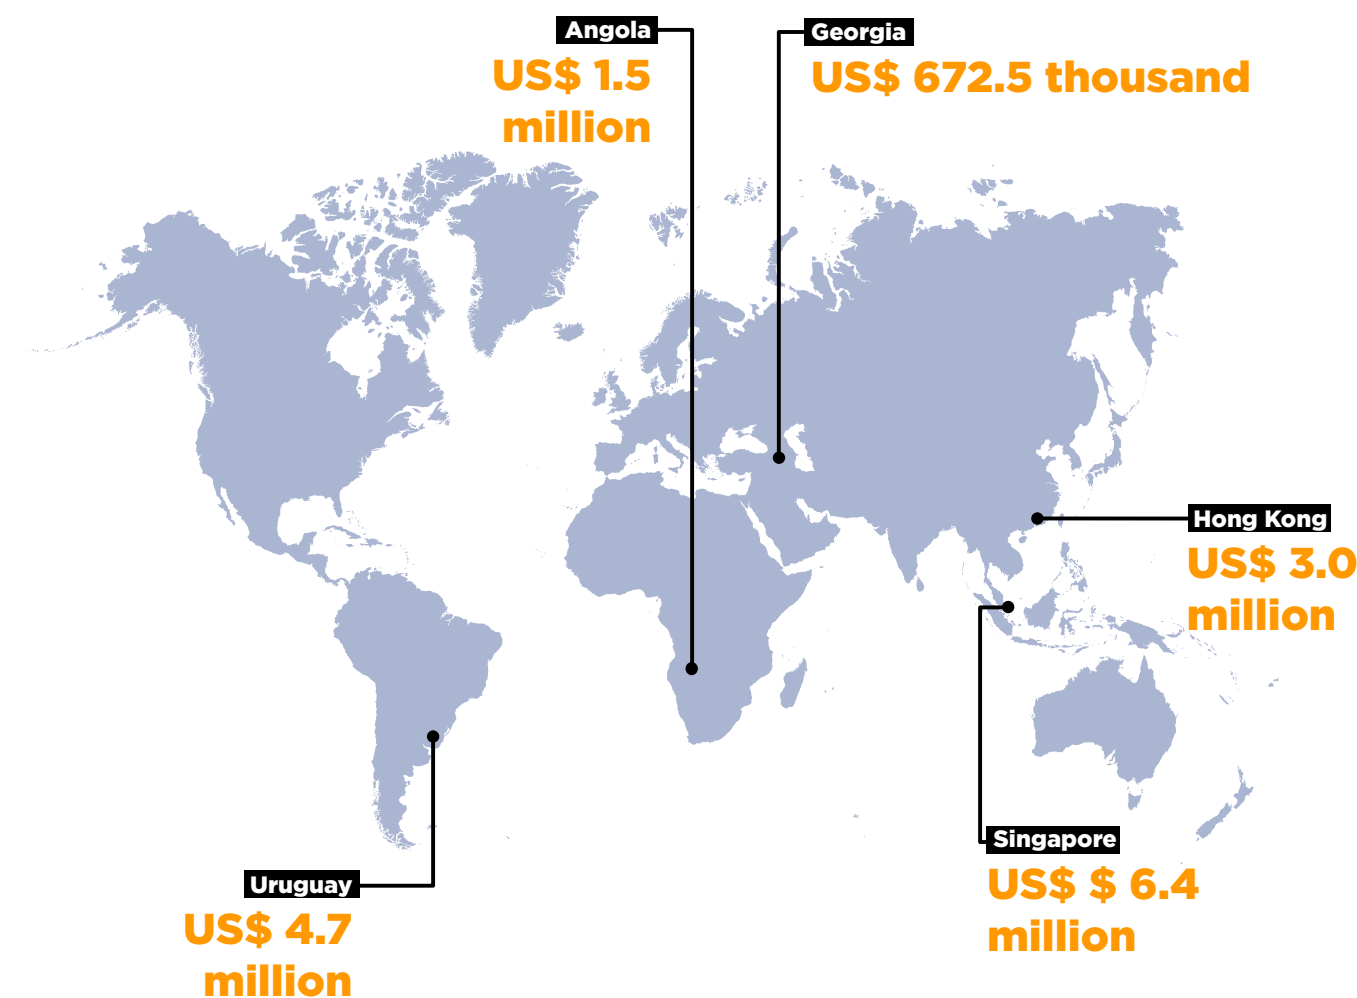 Angola
US$ 1.5
million
Georgia
US$ 672.5 thousand
Hong Kong
US$ 3.0
million
Singapore
US$ $ 6.4
million
Uruguay
US$ 4.7
million